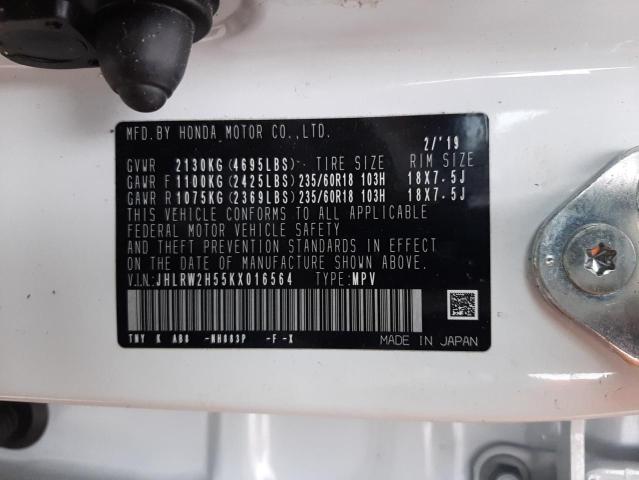 MFD.BY HONDA MOTOR CO.,LTD. 2/'19
GVWR 2130KG(4695LBS) TIRE SIZE RIM SIZE
GAWR F 1100KG (2425LBS) 235/60R18 103H 18X7.5J
GAWR R 1075KG (2369LBS) 235/60R18 103H 18X7.5J
THIS VEHICLE CONFORMS TO ALL APPLICABLE
FEDERAL MOTOR VEHICLE SAFETY
AND THEFT PREVENTION STANDARDS IN EFFECT
ON THE DATE OF MANUFACTURE SHOWN ABOVE.
V.I.N:JHLRW2H55KX016564 TYPE:MPV
TNY K AB8 -NH883P -F -X
MADE IN JAPAN